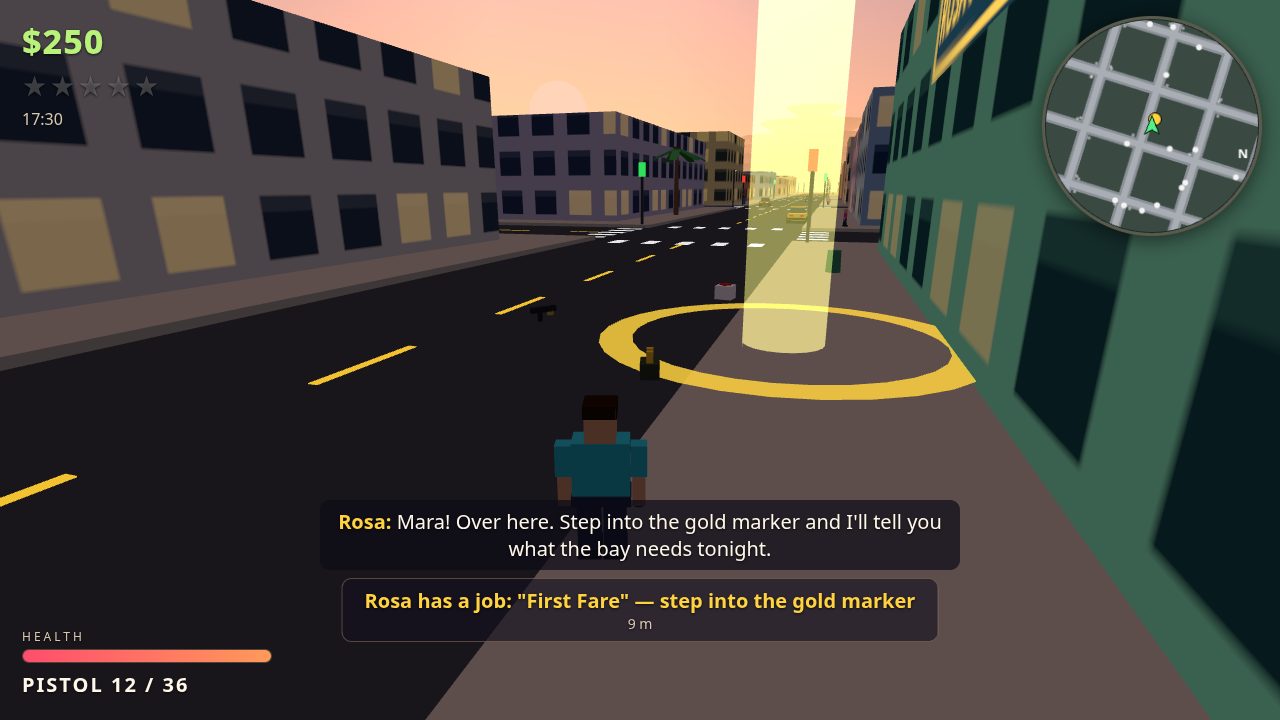 $250
17:30
N
Rosa: Mara! Over here. Step into the gold marker and I'll tell you
what the bay needs tonight.
Rosa has a job: "First Fare" — step into the gold marker
9 m
HEALTH
PISTOL 12 / 36